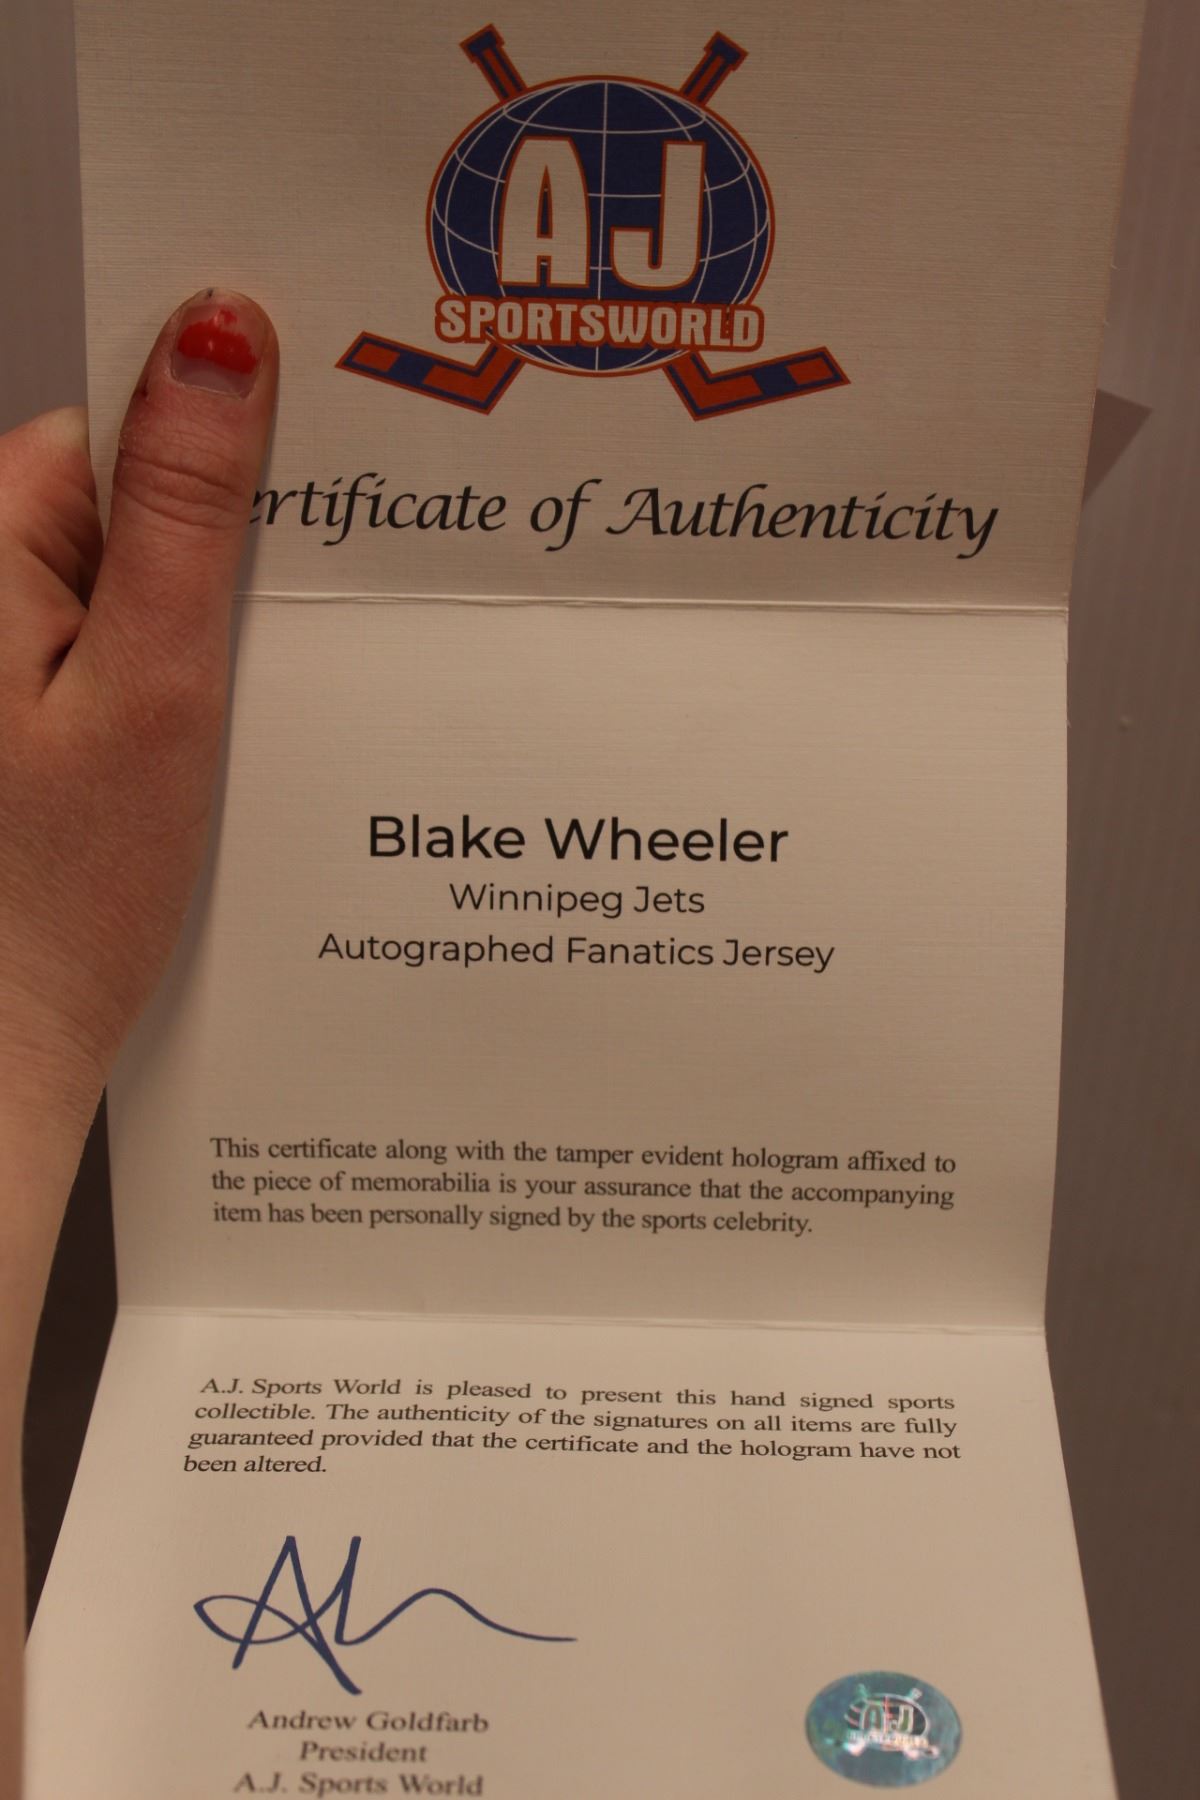 AJ
SPORTSWORLD
ertificate of Authenticity
Blake Wheeler
Winnipeg Jets
Autographed Fanatics Jersey
This certificate along with the tamper evident hologram affixed to
the piece of memorabilia is your assurance that the accompanying
item has been personally signed by the sports celebrity.
A.J. Sports World is pleased to present this hand signed sports
collectible. The authenticity of the signatures on all items are fully
guaranteed provided that the certificate and the hologram have not
been altered.
Andrew Goldfarb
President
A.J. Sports World
AJ
SPORTSWORLD